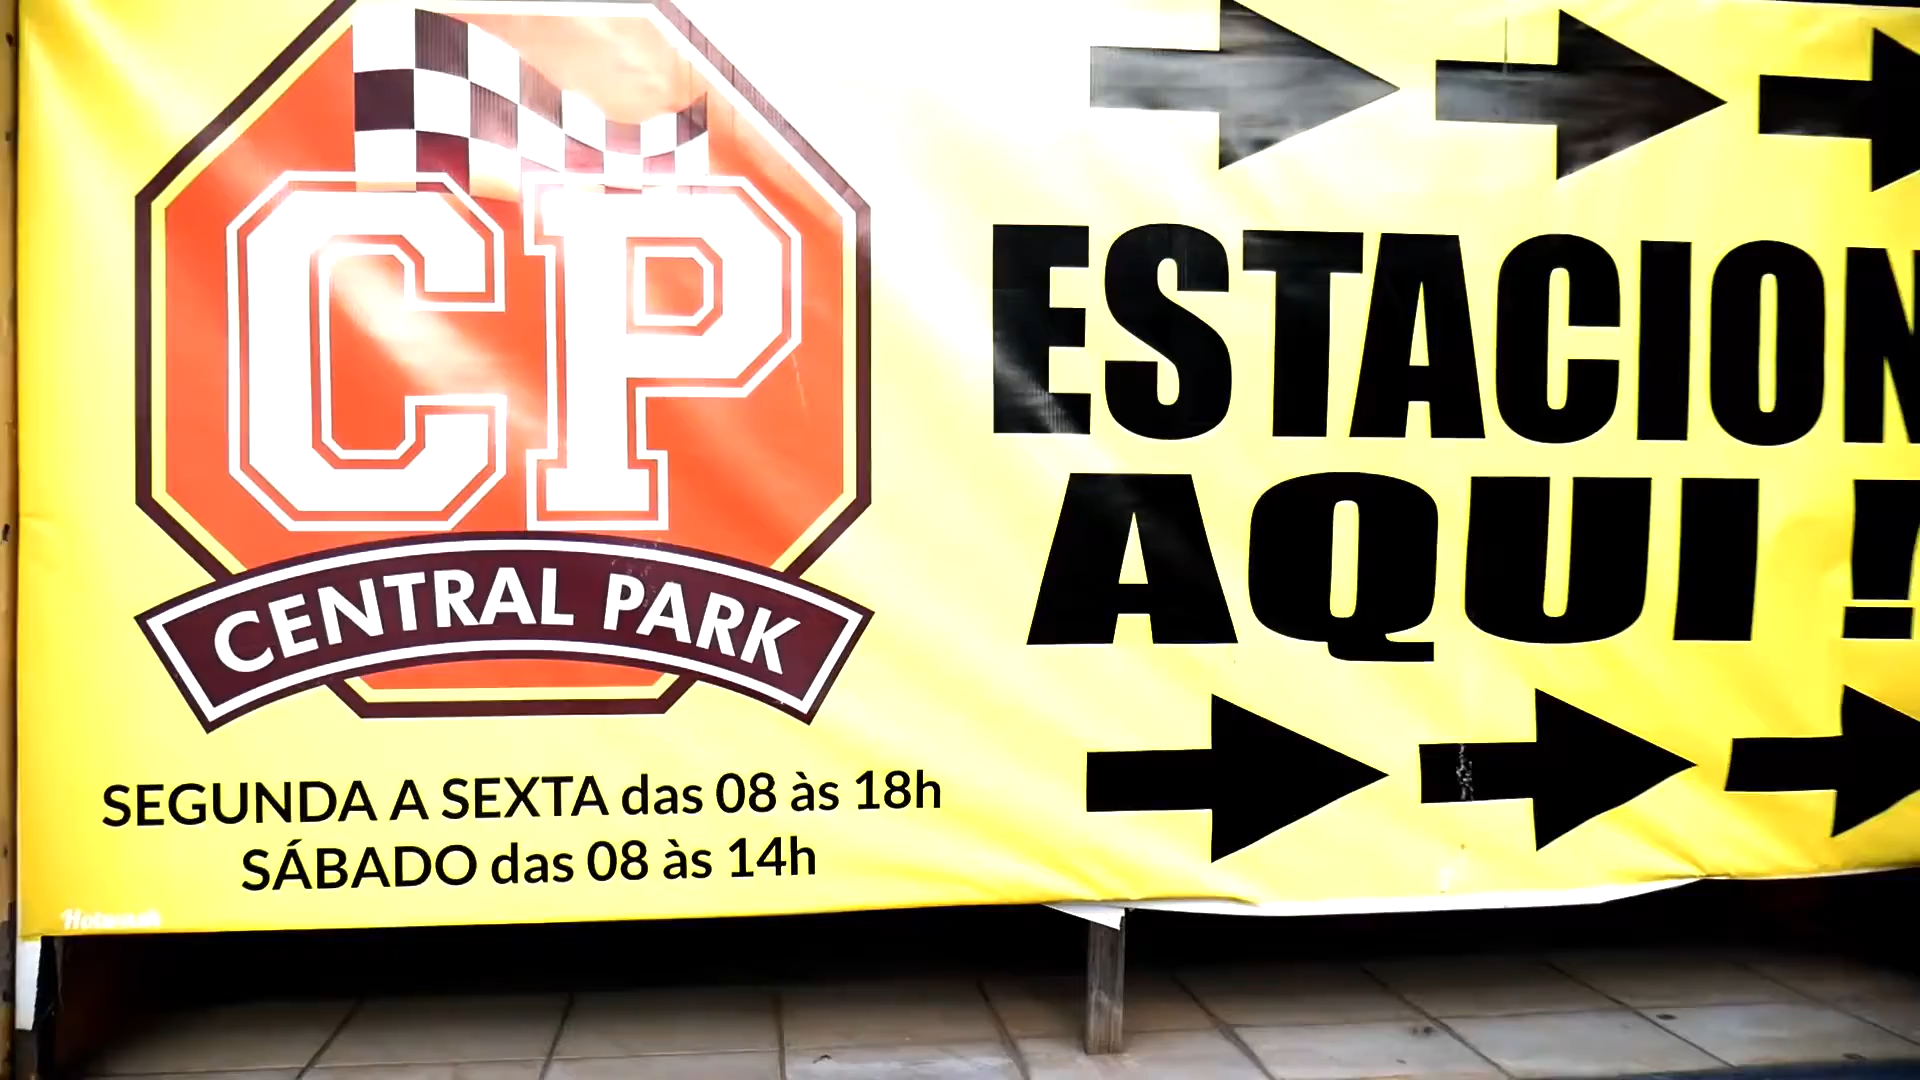 CP
CENTRAL PARK
SEGUNDA A SEXTA das 08 às 18h
SÁBADO das 08 às 14h
ESTACION
AQUI !